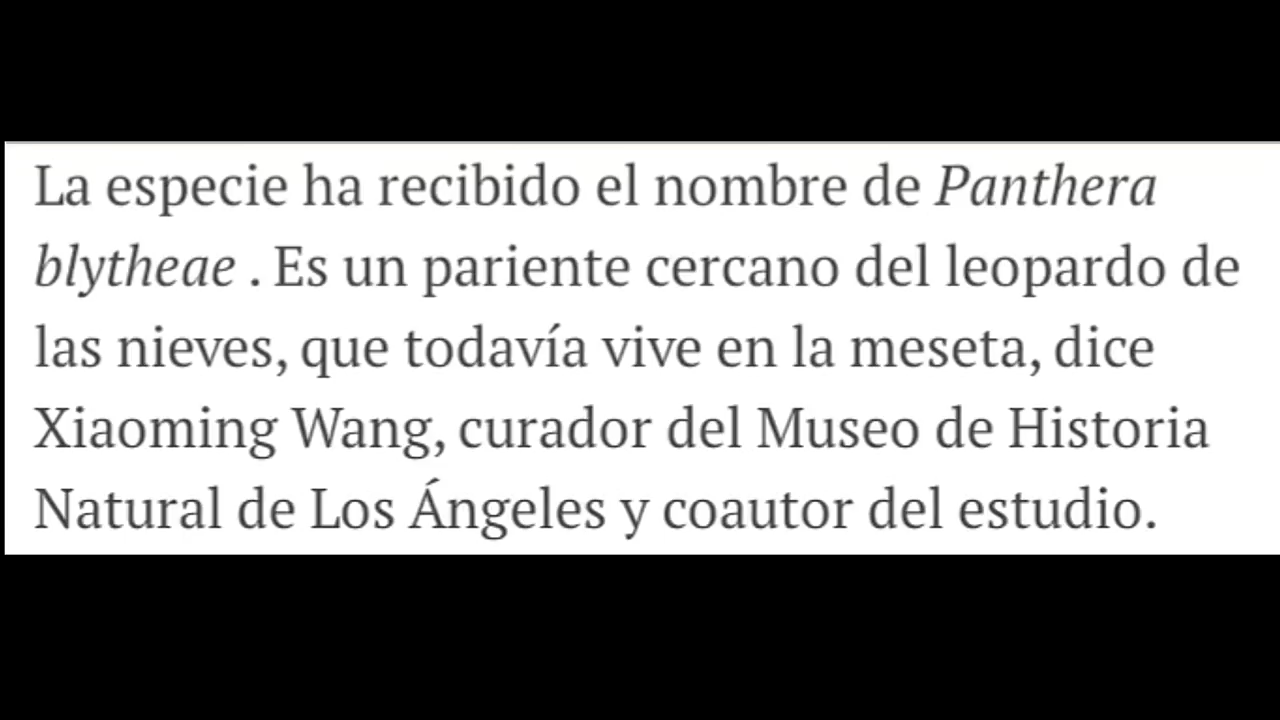 La especie ha recibido el nombre de Panthera
blytheae . Es un pariente cercano del leopardo de
las nieves, que todavía vive en la meseta, dice
Xiaoming Wang, curador del Museo de Historia
Natural de Los Ángeles y coautor del estudio.